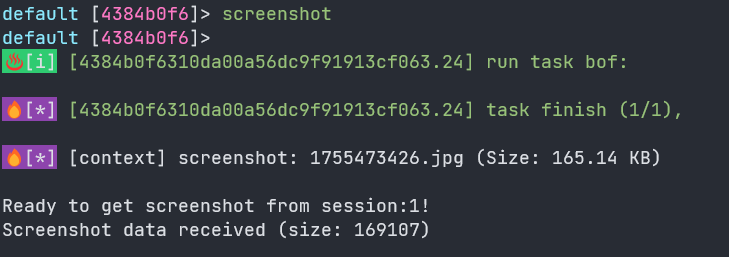 default [4384b0f6]> screenshot
default [4384b0f6]>
♨[i] [4384b0f6310da00a56dc9f91913cf063.24] run task bof:
🔥[*] [4384b0f6310da00a56dc9f91913cf063.24] task finish (1/1),
🔥[*] [context] screenshot: 1755473426.jpg (Size: 165.14 KB)
Ready to get screenshot from session:1!
Screenshot data received (size: 169107)